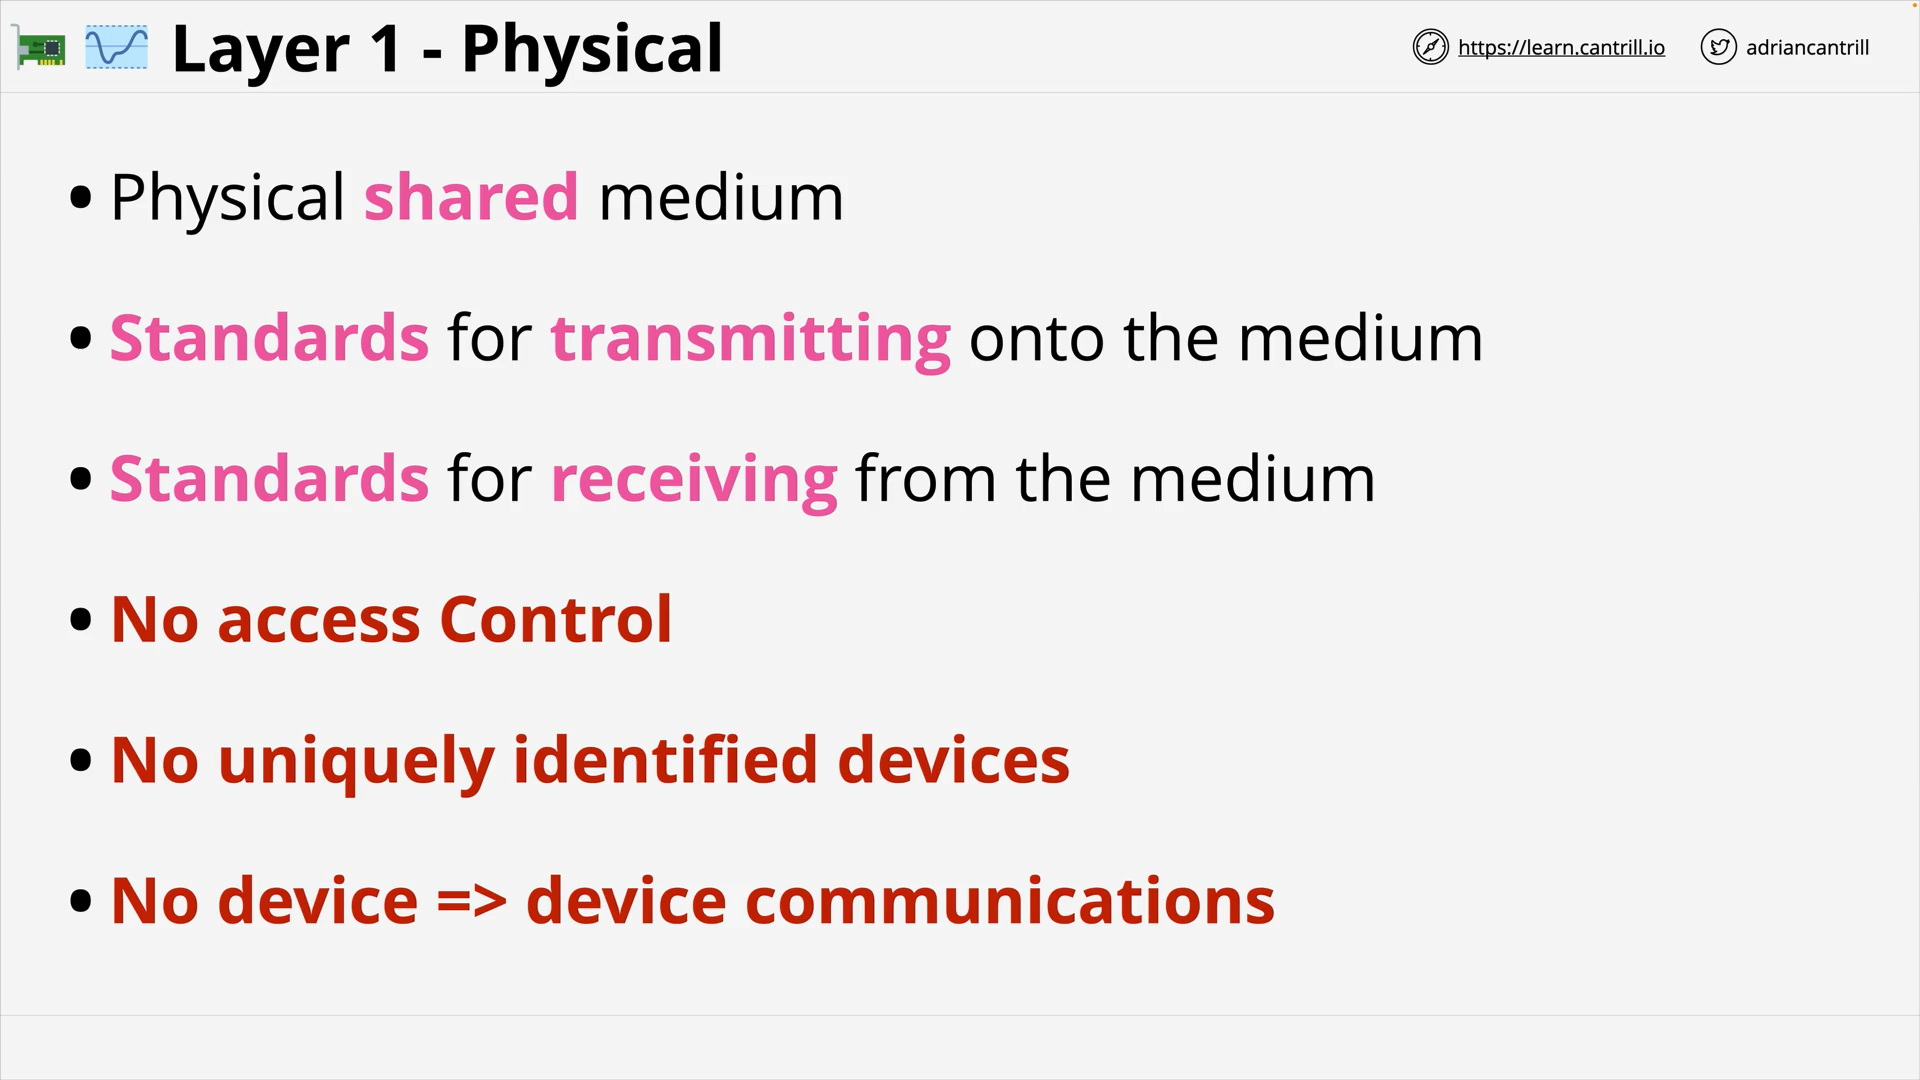 Layer 1 - Physical
https://learn.cantrill.io
adriancantrill
• Physical shared medium
• Standards for transmitting onto the medium
• Standards for receiving from the medium
• No access Control
• No uniquely identified devices
• No device => device communications